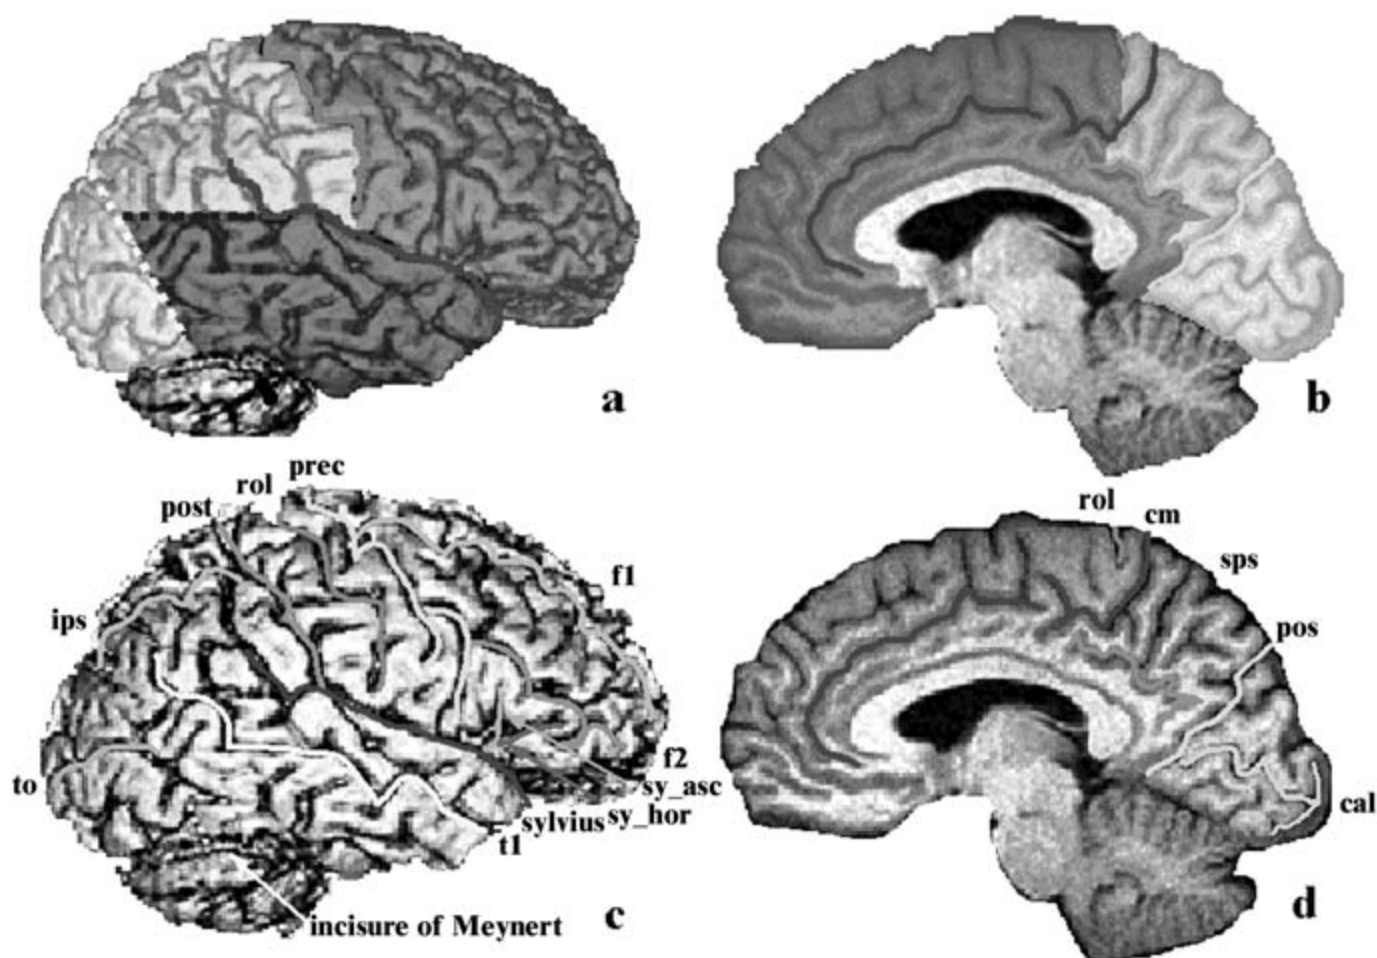 a
b
prec
rol
post
rol
cm
sps
f1
ips
pos
f2
to
sy_asc
cal
sylvius
sy_hor
t1
incisure of Meynert
c
d